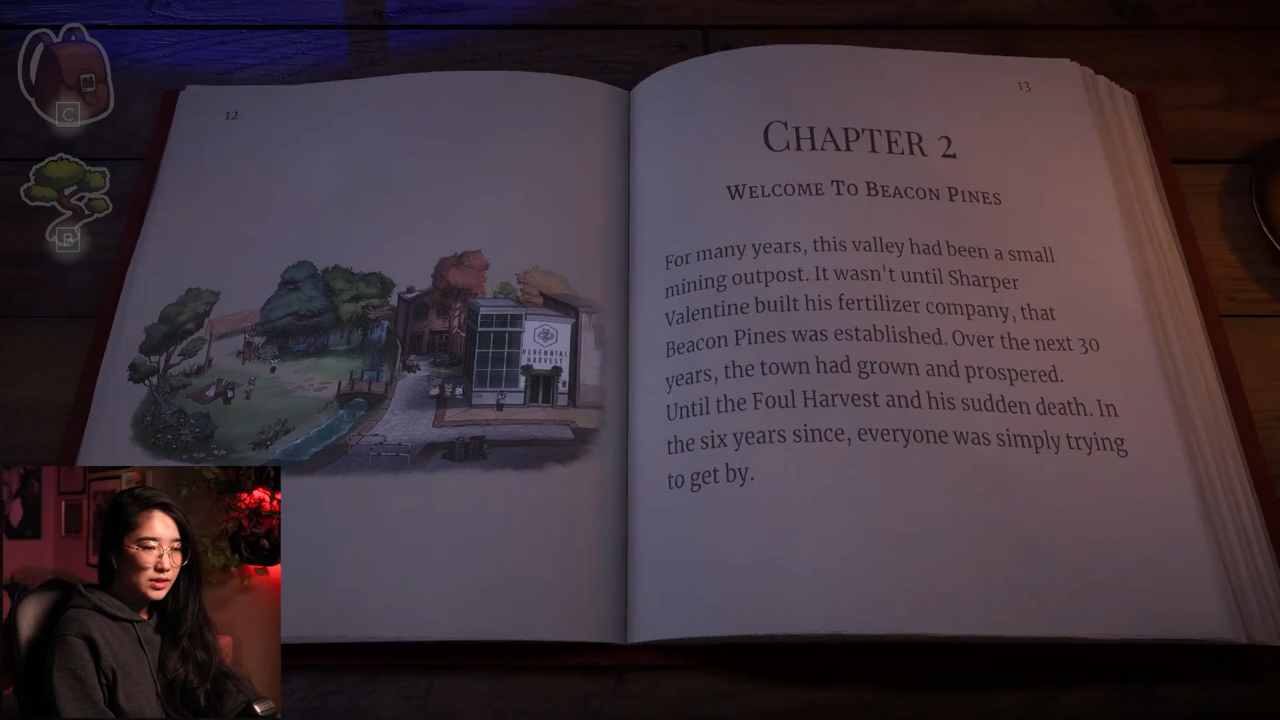 C
B
12
PERENNIAL
HARVEST
13
CHAPTER 2
WELCOME TO BEACON PINES
For many years, this valley had been a small
mining outpost. It wasn't until Sharper
Valentine built his fertilizer company, that
Beacon Pines was established. Over the next 30
years, the town had grown and prospered.
Until the Foul Harvest and his sudden death. In
the six years since, everyone was simply trying
to get by.